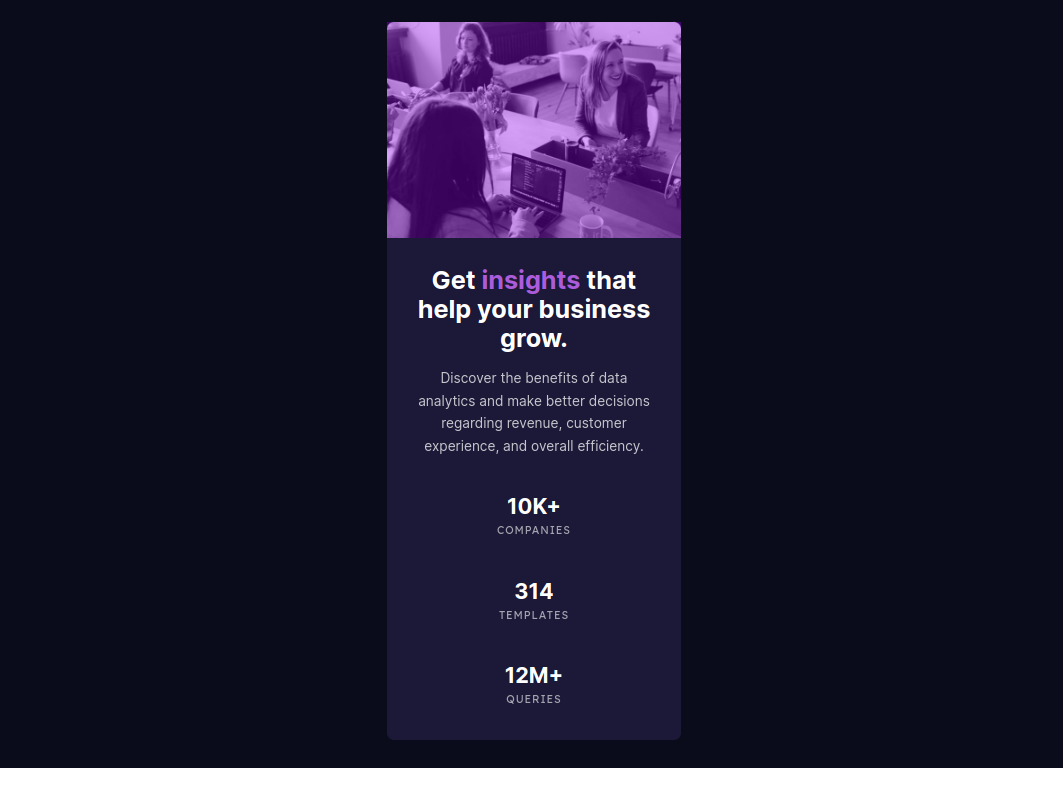 Get insights that
help your business
grow.
Discover the benefits of data
analytics and make better decisions
regarding revenue, customer
experience, and overall efficiency.
10K+
COMPANIES
314
TEMPLATES
12M+
QUERIES